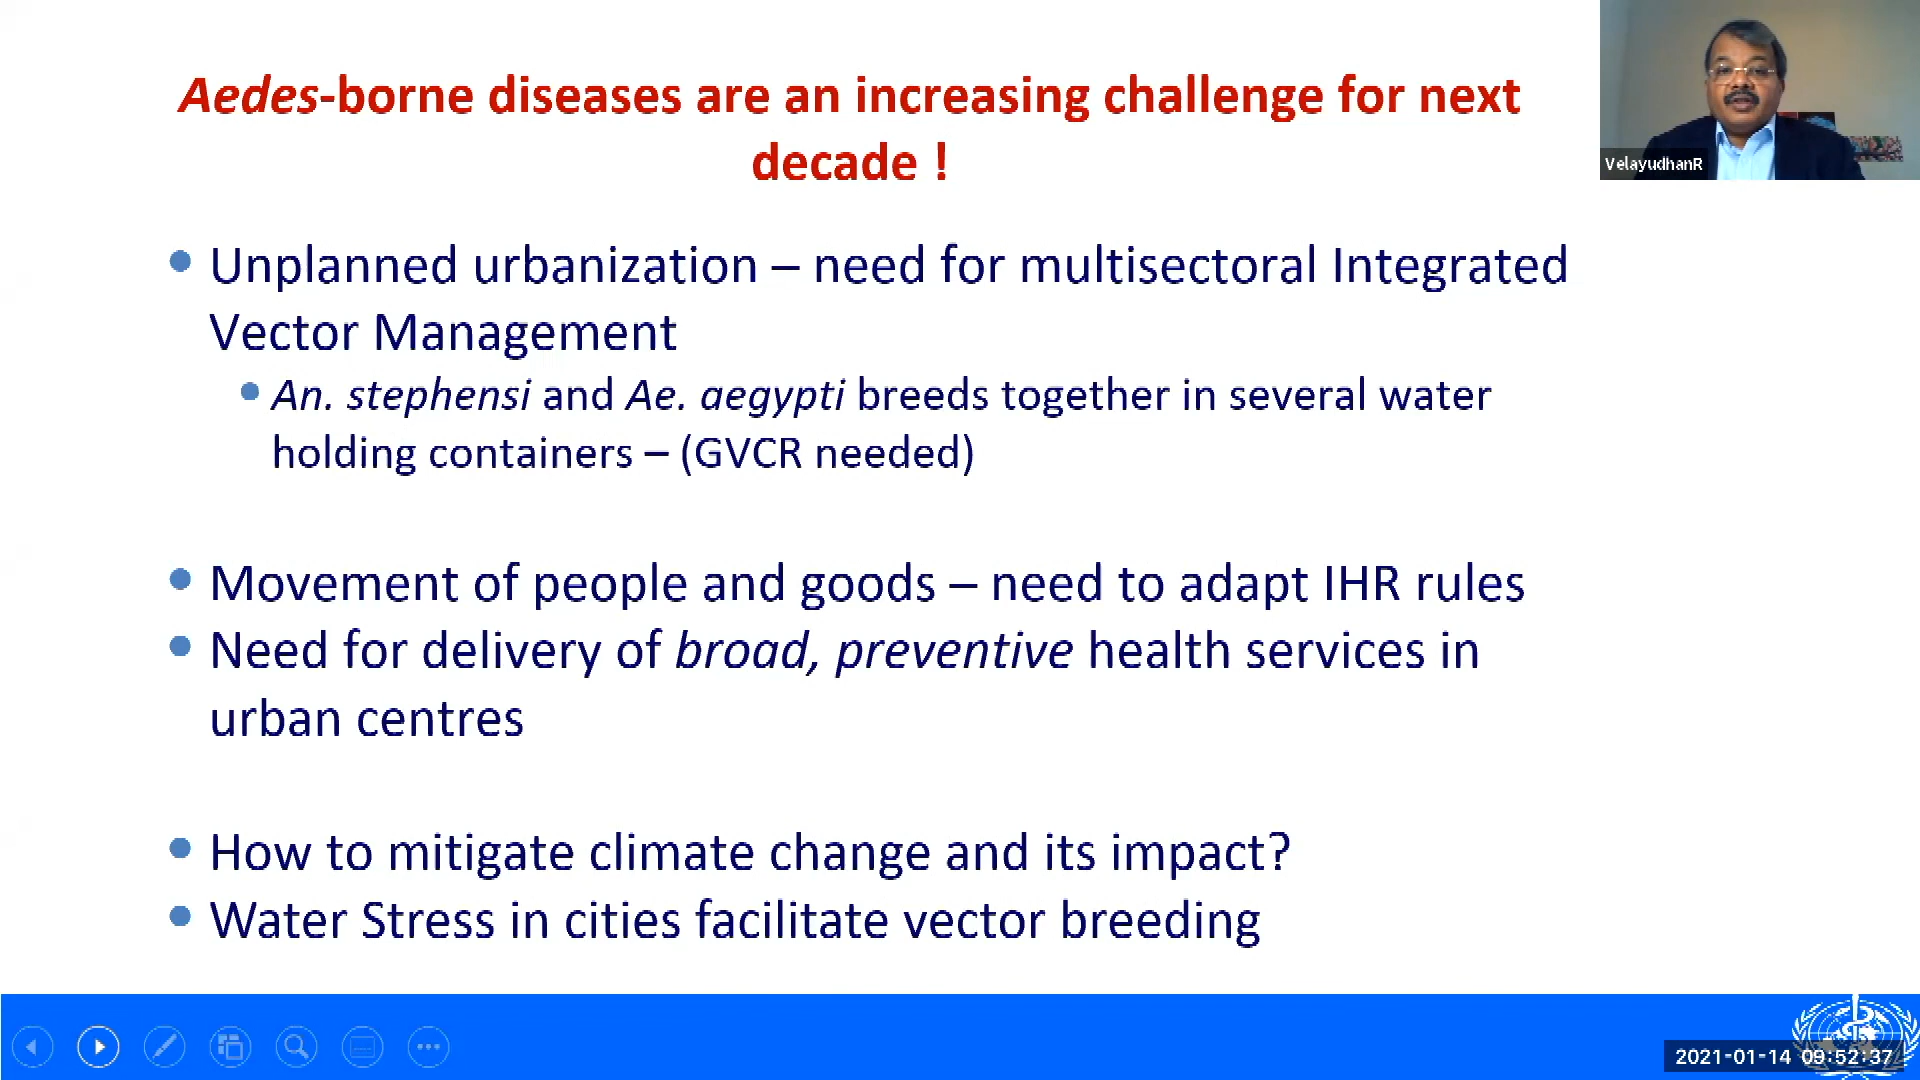 Aedes-borne diseases are an increasing challenge for next
decade !
VelayudhanR
• Unplanned urbanization – need for multisectoral Integrated
Vector Management
• An. stephensi and Ae. aegypti breeds together in several water
holding containers – (GVCR needed)
• Movement of people and goods – need to adapt IHR rules
• Need for delivery of broad, preventive health services in
urban centres
• How to mitigate climate change and its impact?
• Water Stress in cities facilitate vector breeding
2021-01-14 09:52:37